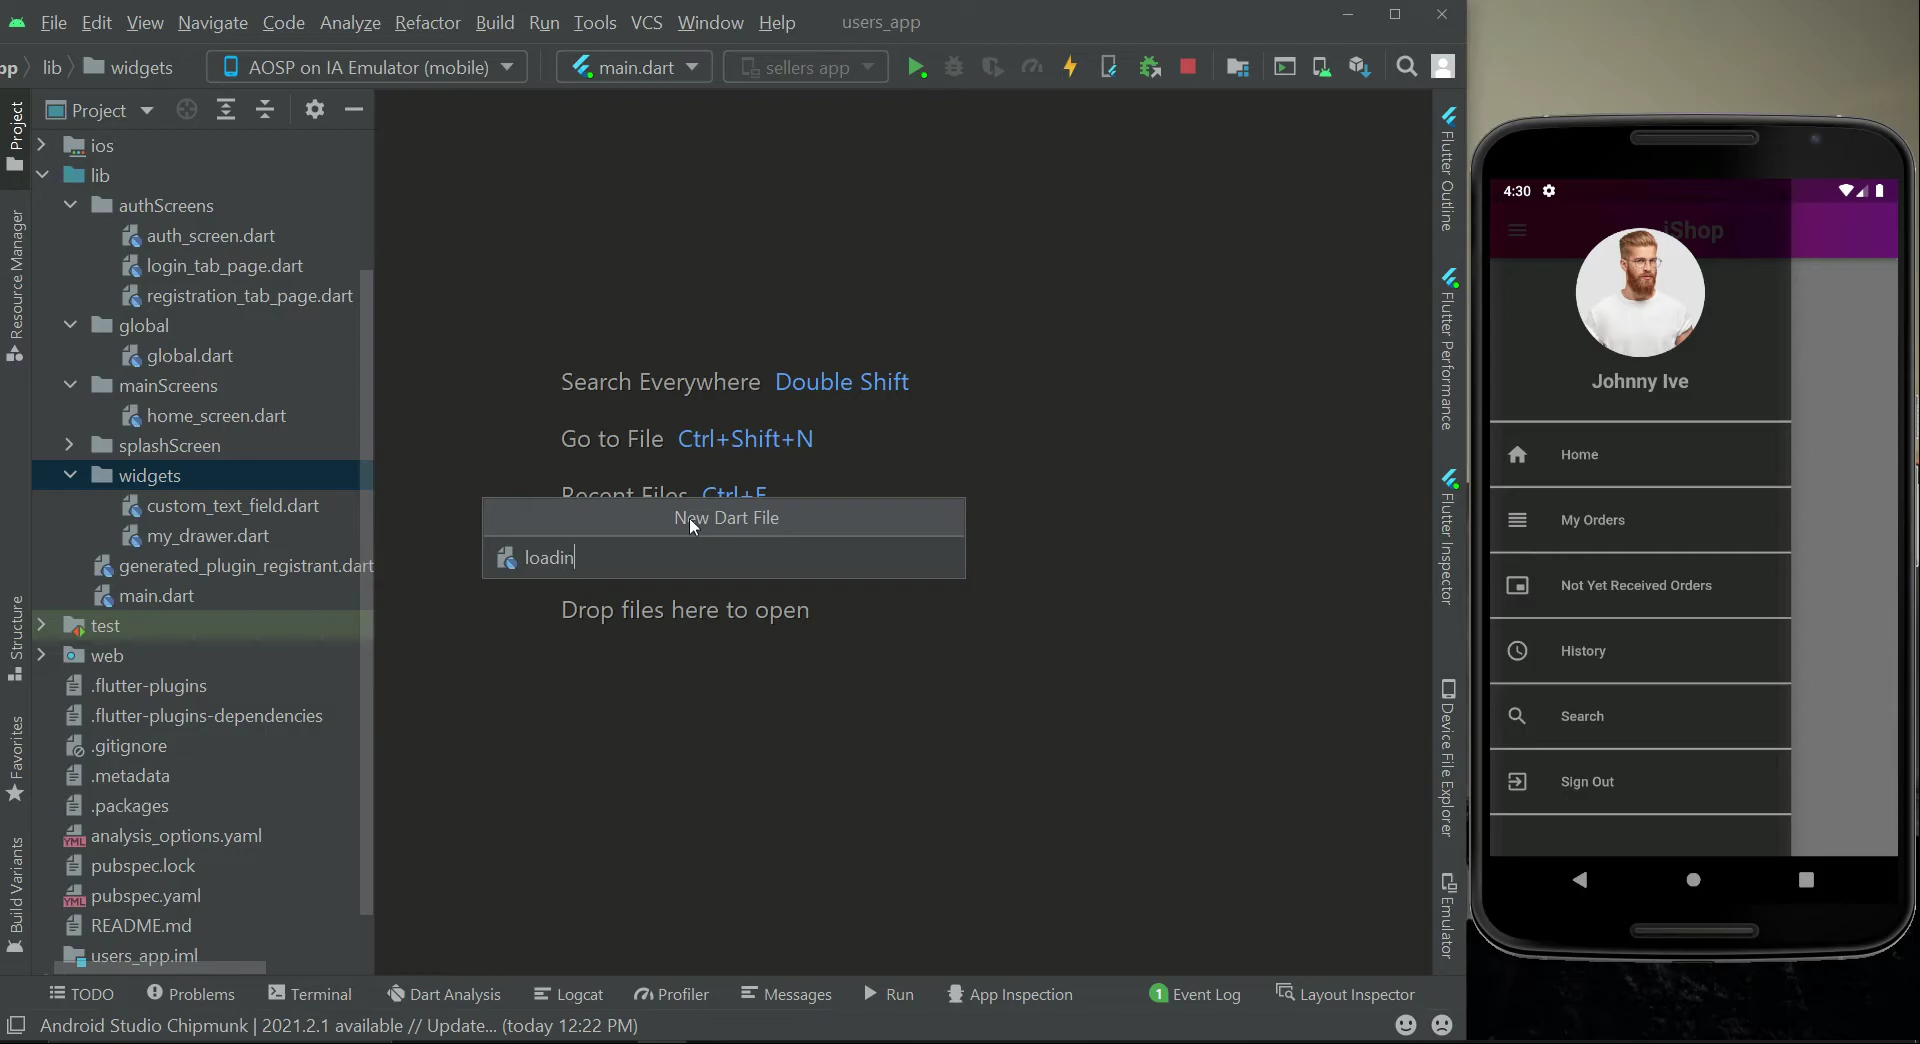 File Edit View Navigate Code Analyze Refactor Build Run Tools VCS Window Help users_app
pp lib widgets AOSP on IA Emulator (mobile) main.dart sellers app
Project
ios
lib
authScreens
auth_screen.dart
login_tab_page.dart
registration_tab_page.dart
global
global.dart
mainScreens
home_screen.dart
splashScreen
widgets
custom_text_field.dart
my_drawer.dart
generated_plugin_registrant.dart
main.dart
test
web
.flutter-plugins
.flutter-plugins-dependencies
.gitignore
.metadata
.packages
analysis_options.yaml
pubspec.lock
pubspec.yaml
README.md
users_app.iml
Project
Resource Manager
Structure
Favorites
Build Variants
Search Everywhere Double Shift
Go to File Ctrl+Shift+N
Recent Files Ctrl+E
New Dart File
loadin
Drop files here to open
Flutter Outline
Flutter Performance
Flutter Inspector
Device File Explorer
Emulator
4:30
iShop
Johnny Ive
Home
My Orders
Not Yet Received Orders
History
Search
Sign Out
TODO Problems Terminal Dart Analysis Logcat Profiler Messages Run App Inspection 1 Event Log Layout Inspector
Android Studio Chipmunk | 2021.2.1 available // Update... (today 12:22 PM)